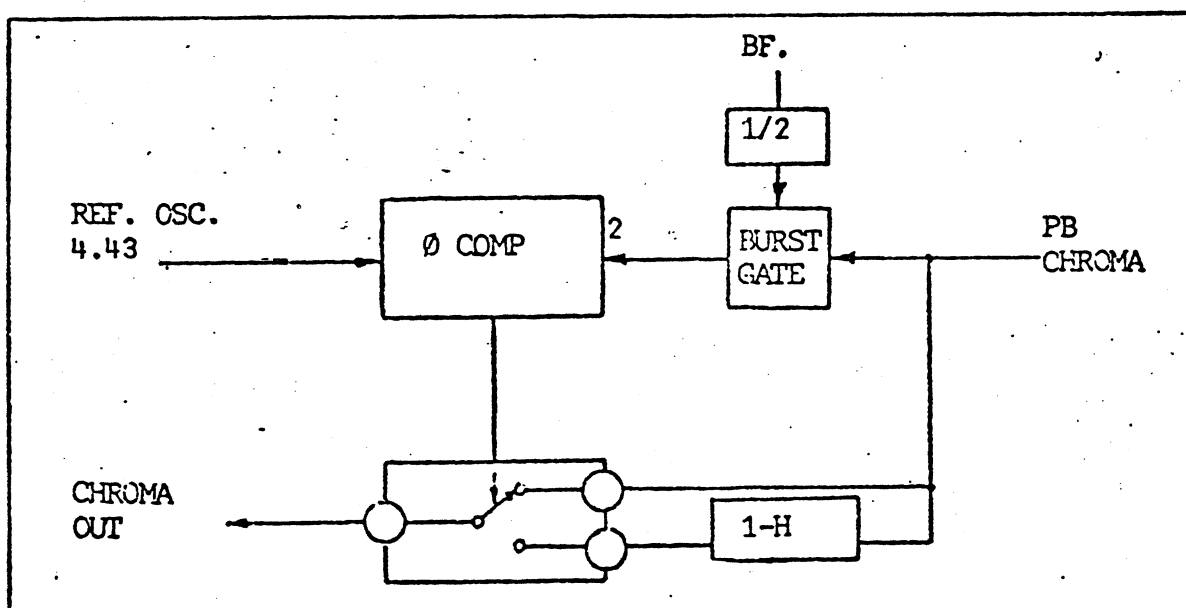 BF.
1/2
REF. OSC.
4.43
Ø COMP
2
BURST
GATE
PB
CHROMA
CHROMA
OUT
1-H